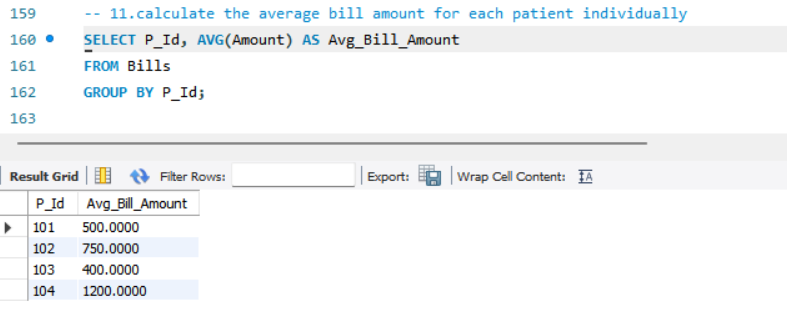 159 -- 11.calculate the average bill amount for each patient individually
160 SELECT P_Id, AVG(Amount) AS Avg_Bill_Amount
161 FROM Bills
162 GROUP BY P_Id;
163
Result Grid Filter Rows: Export: Wrap Cell Content: IA
P_Id Avg_Bill_Amount
101 500.0000
102 750.0000
103 400.0000
104 1200.0000